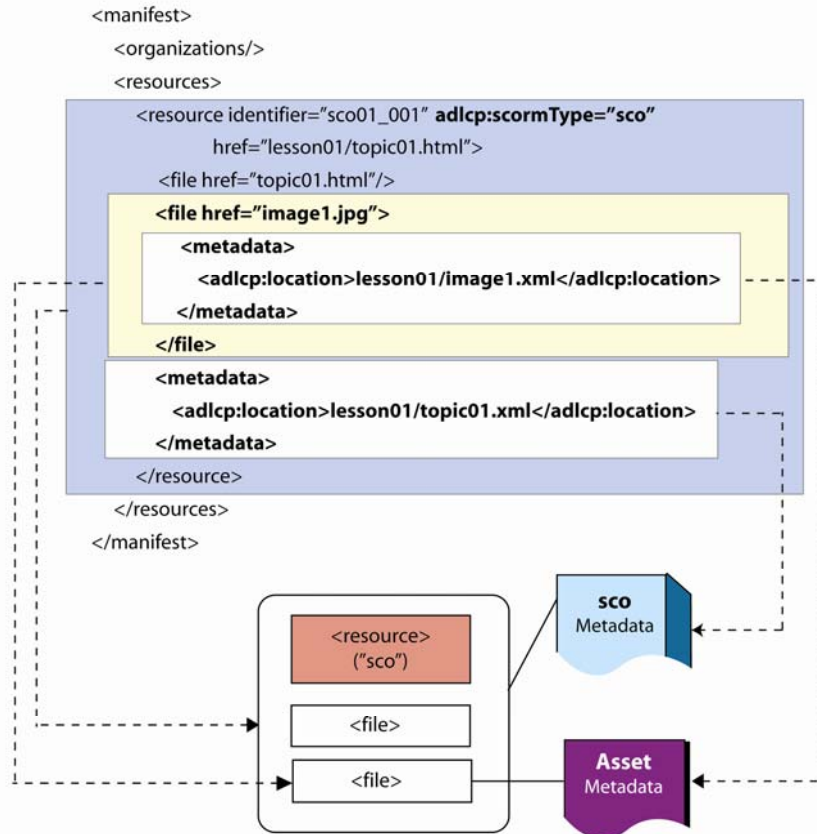 <manifest>
<organizations/>
<resources>
<resource identifier="sco01_001" adlcp:scormType="sco"
href="lesson01/topic01.html">
<file href="topic01.html"/>
<file href="image1.jpg">
<metadata>
<adlcp:location>lesson01/image1.xml</adlcp:location>
</metadata>
</file>
<metadata>
<adlcp:location>lesson01/topic01.xml</adlcp:location>
</metadata>
</resource>
</resources>
</manifest>
<resource>
("sco")
<file>
<file>
sco
Metadata
Asset
Metadata